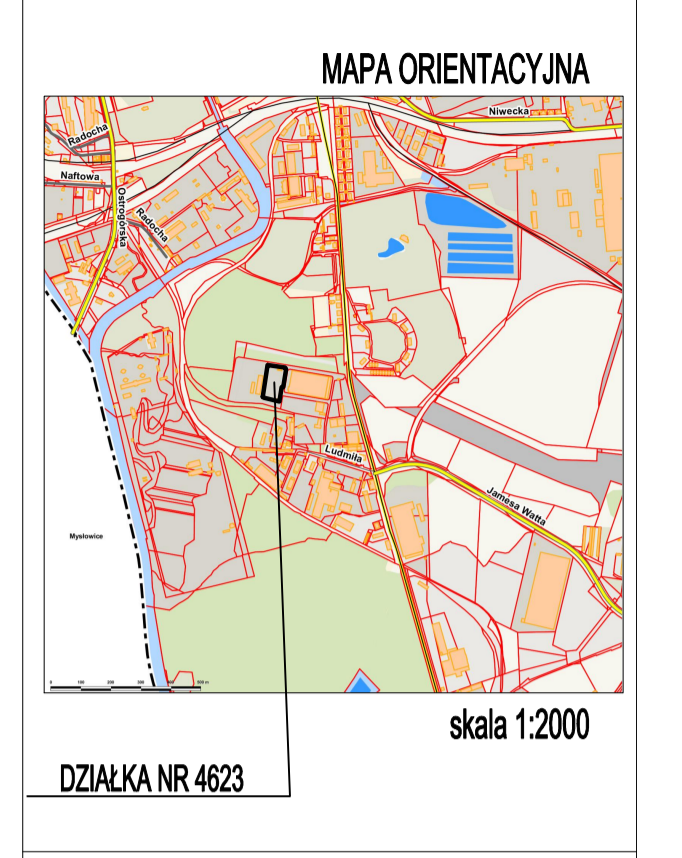 MAPA ORIENTACYJNA
Niwecka
Radocha
Naftowa
Ostrogórska
Radocha
Ludmiła
Jamesa Watta
Mysłowice
0 100 200 300 400 500 m
skala 1:2000
DZIAŁKA NR 4623